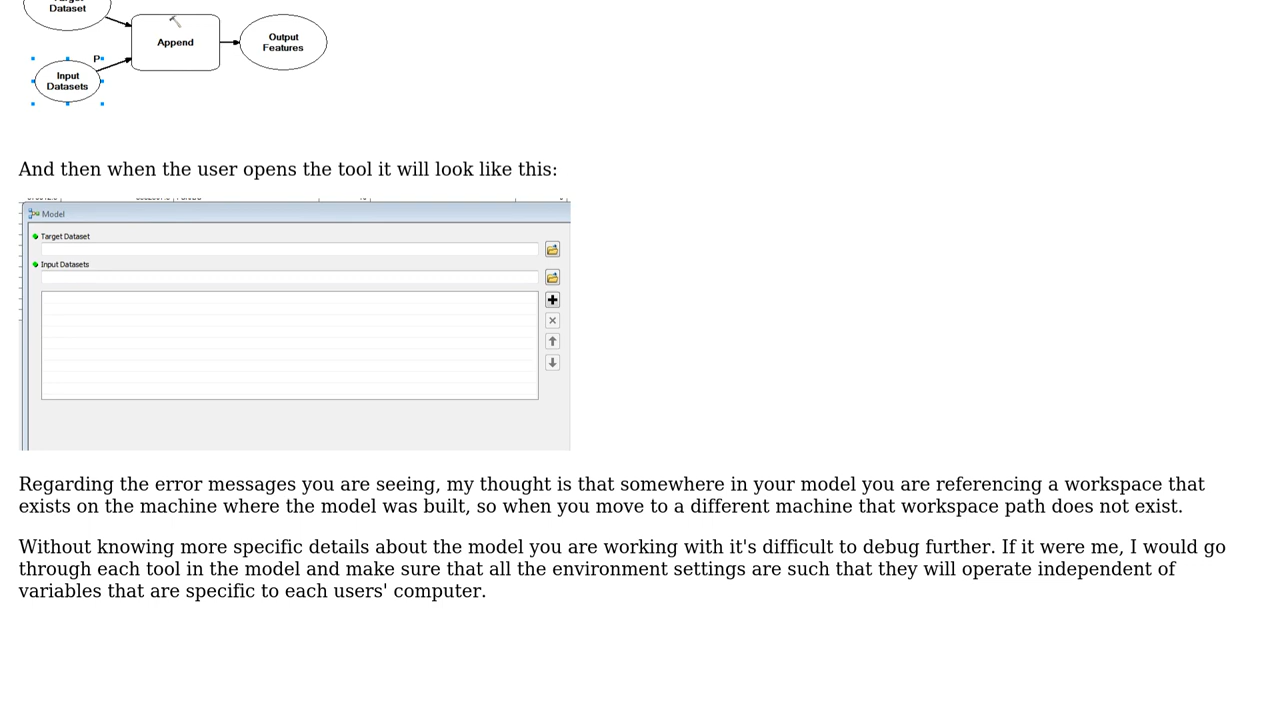 Target
Dataset
Append
Output
Features
P
Input
Datasets
And then when the user opens the tool it will look like this:
Model
Target Dataset
Input Datasets
Regarding the error messages you are seeing, my thought is that somewhere in your model you are referencing a workspace that
exists on the machine where the model was built, so when you move to a different machine that workspace path does not exist.
Without knowing more specific details about the model you are working with it's difficult to debug further. If it were me, I would go
through each tool in the model and make sure that all the environment settings are such that they will operate independent of
variables that are specific to each users' computer.